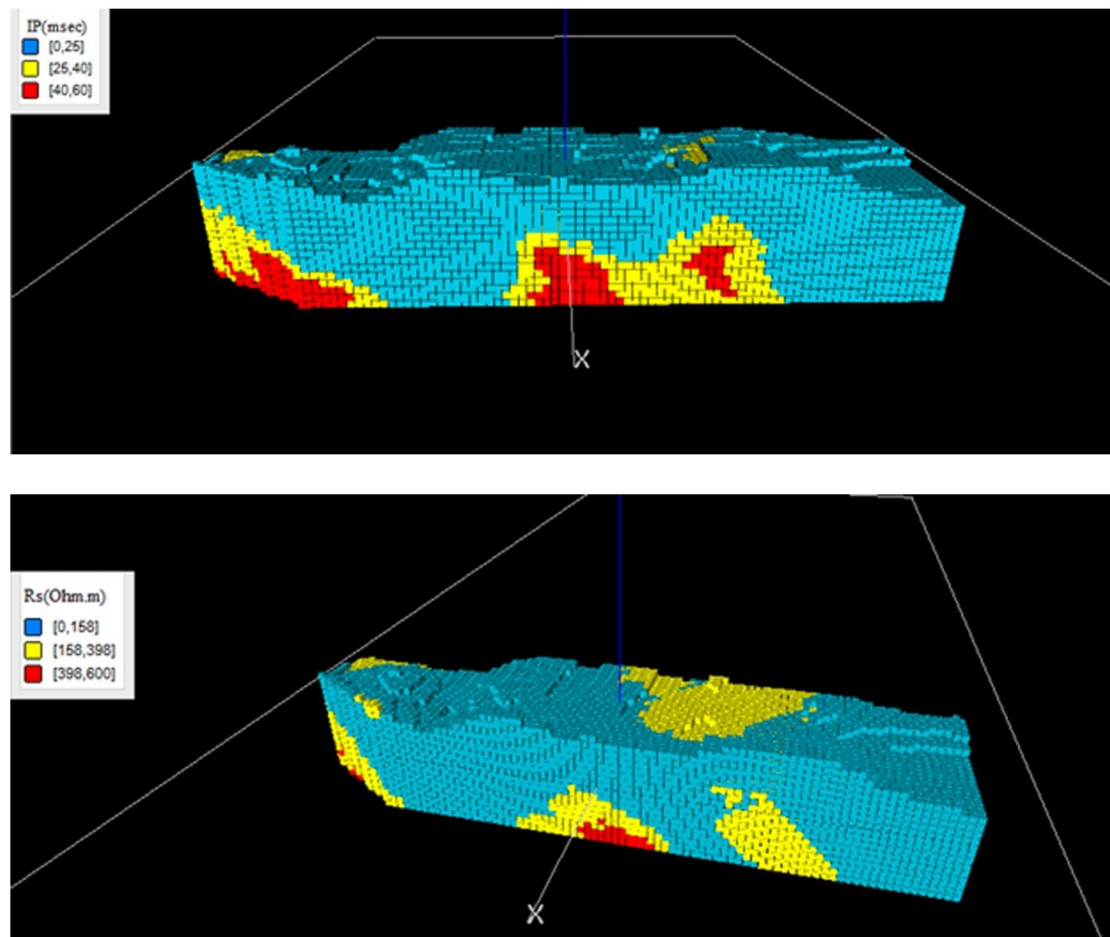 IP(msec)
[0,25]
[25,40]
[40,60]
X
Rs(Ohm.m)
[0,158]
[158,398]
[398,600]
X